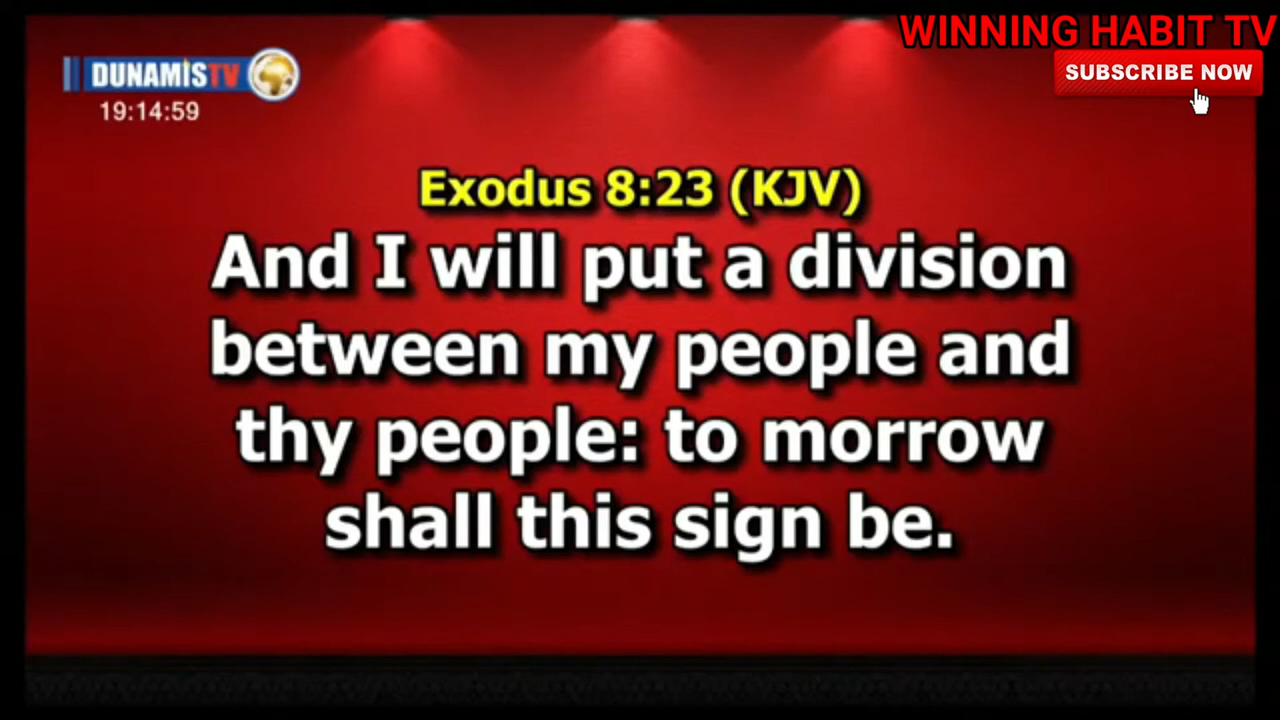 WINNING HABIT TV
DUNAMIS TV
SUBSCRIBE NOW
19:14:59
Exodus 8:23 (KJV)
And I will put a division
between my people and
thy people: to morrow
shall this sign be.